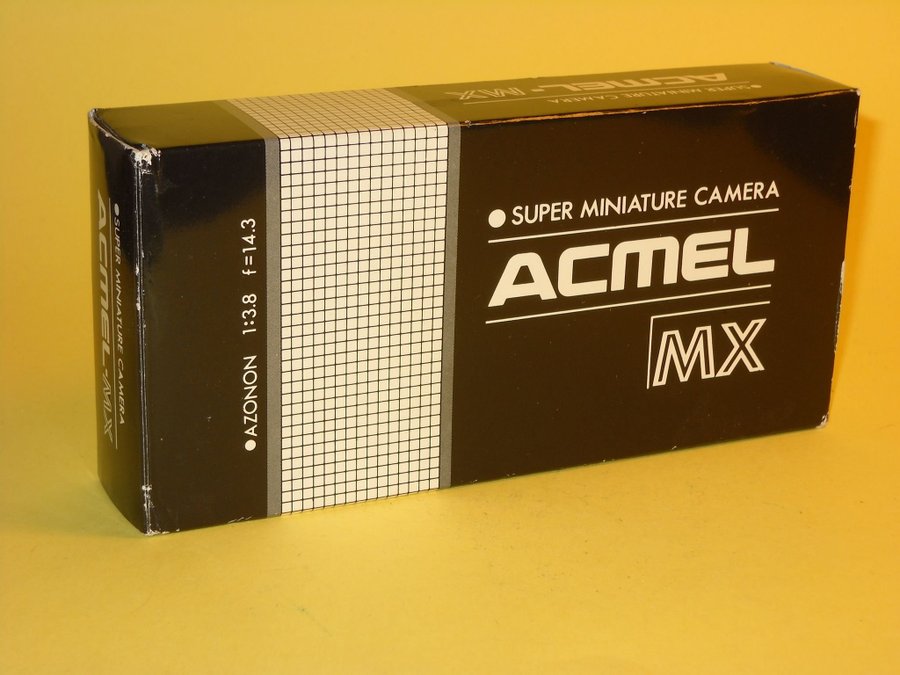 SUPER MINIATURE CAMERA
ACMEL-MX
SUPER MINIATURE CAMERA
ACMEL-MX
●AZONON 1:3.8 f=14.3
●SUPER MINIATURE CAMERA
ACMEL
MX